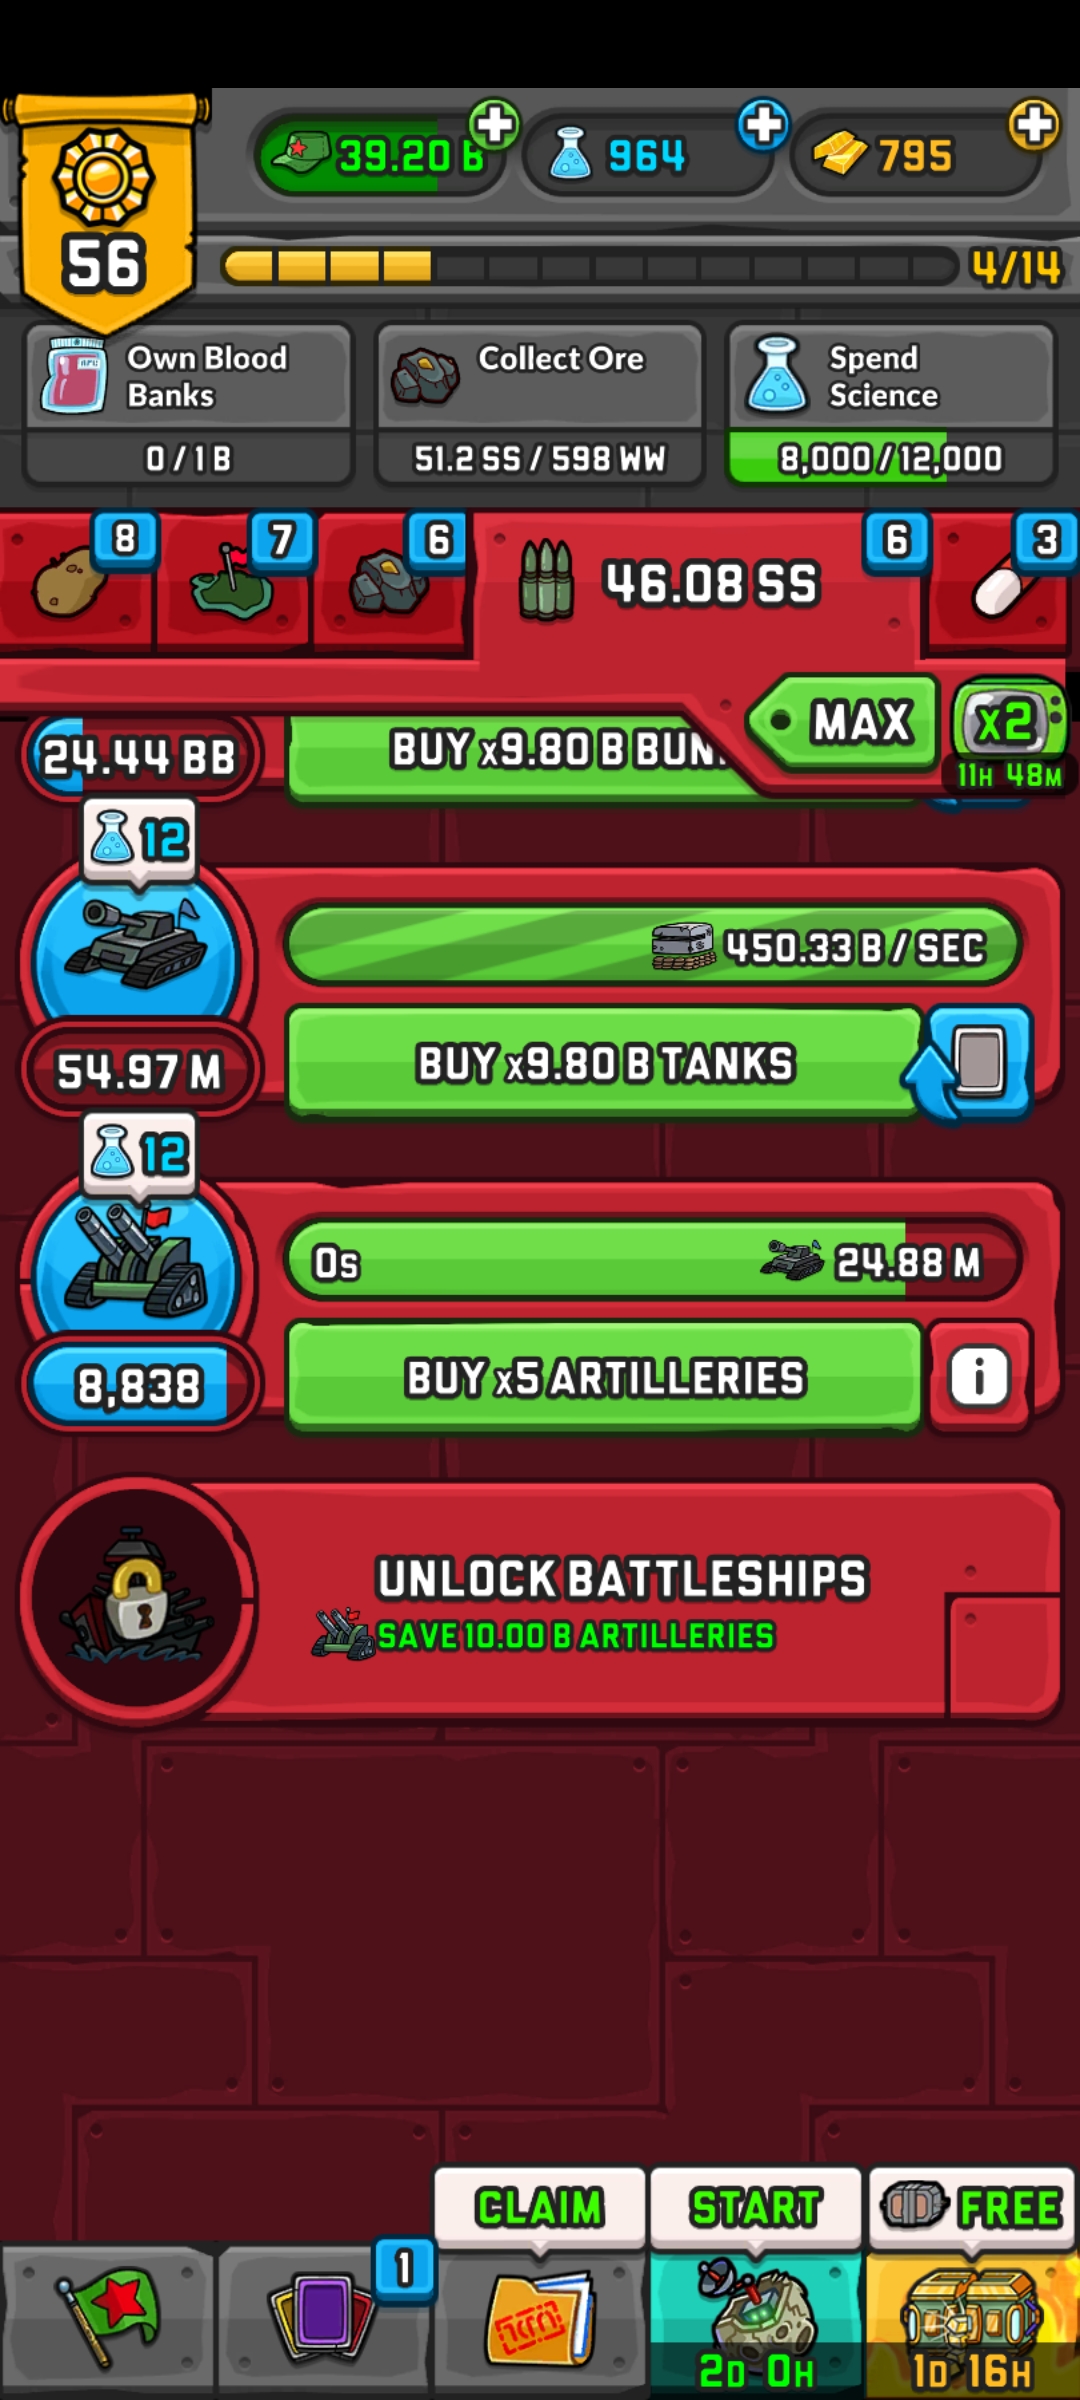 39.20 B
964
795
56
4/14
Own Blood Banks
Collect Ore
Spend Science
0 / 1 B
51.2 SS / 598 WW
8,000 / 12,000
8
7
6
46.08 SS
6
3
MAX
x2
11H 48M
24.44 BB
BUY x9.80 B BUN
12
450.33 B / SEC
54.97 M
BUY x9.80 B TANKS
12
0s
24.88 M
8,838
BUY x5 ARTILLERIES
i
UNLOCK BATTLESHIPS
SAVE 10.00 B ARTILLERIES
CLAIM
START
FREE
1
2D 0H
1D 16H